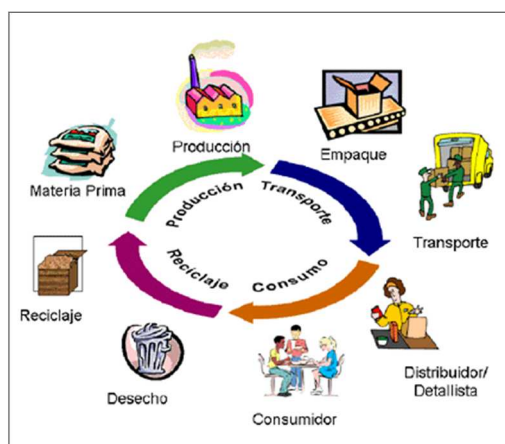 Producción
Empaque
Materia Prima
Producción
Transporte
Transporte
Reciclaje
Consumo
Reciclaje
Distribuidor/
Detallista
Desecho
Consumidor